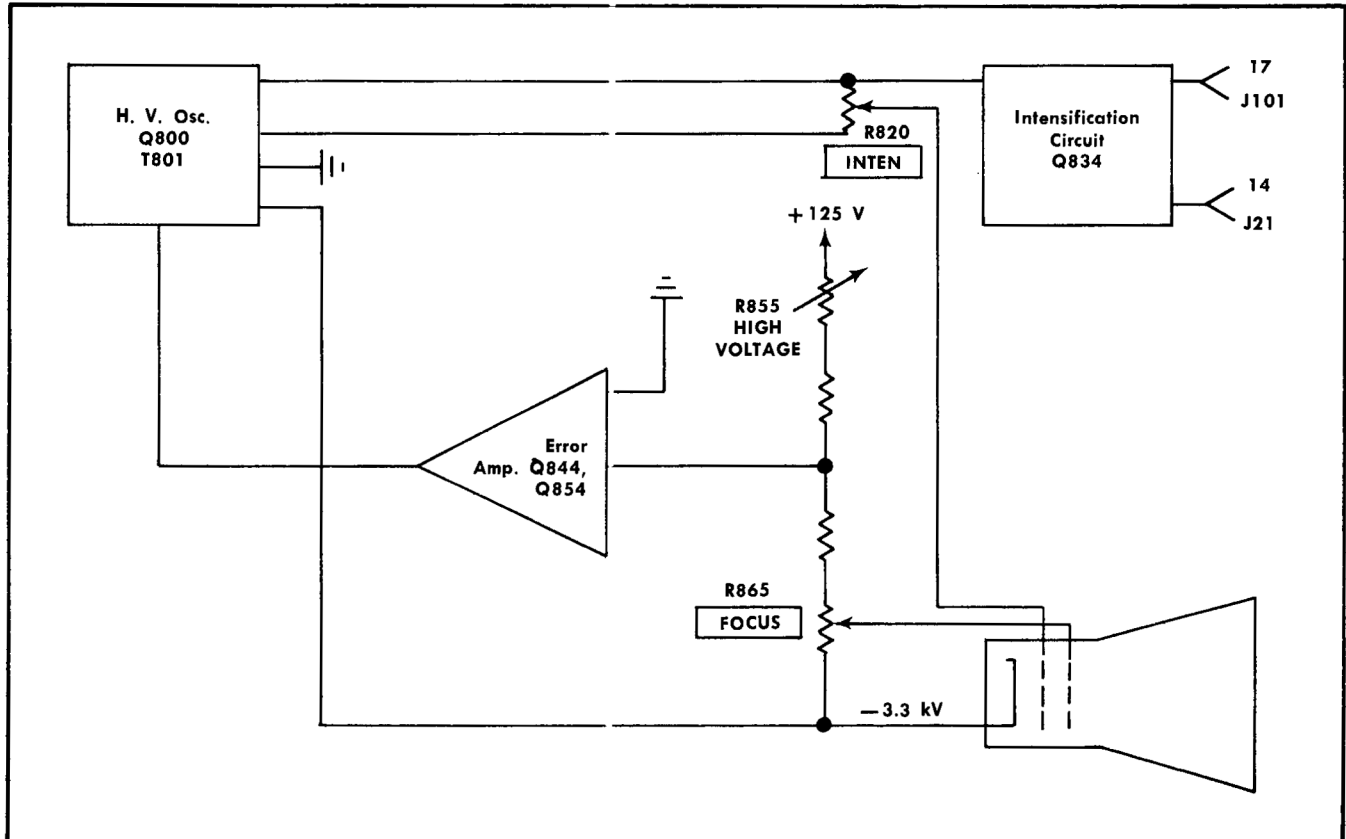 H. V. Osc.
Q800
T801
R820
INTEN
Intensification
Circuit
Q834
17
J101
14
J21
+125 V
R855
HIGH
VOLTAGE
Error
Amp. Q844,
Q854
R865
FOCUS
—3.3 kV